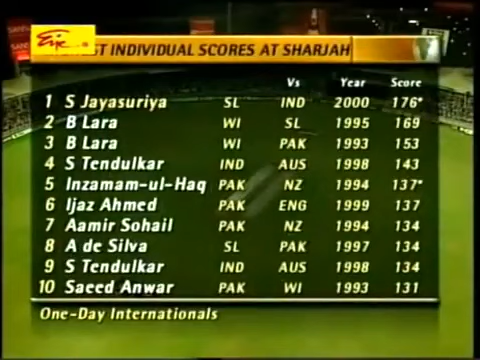 Epic
EST INDIVIDUAL SCORES AT SHARJAH
Vs Year Score
1 S Jayasuriya SL IND 2000 176*
2 B Lara WI SL 1995 169
3 B Lara WI PAK 1993 153
4 S Tendulkar IND AUS 1998 143
5 Inzamam-ul-Haq PAK NZ 1994 137*
6 Ijaz Ahmed PAK ENG 1999 137
7 Aamir Sohail PAK NZ 1994 134
8 A de Silva SL PAK 1997 134
9 S Tendulkar IND AUS 1998 134
10 Saeed Anwar PAK WI 1993 131
One-Day Internationals